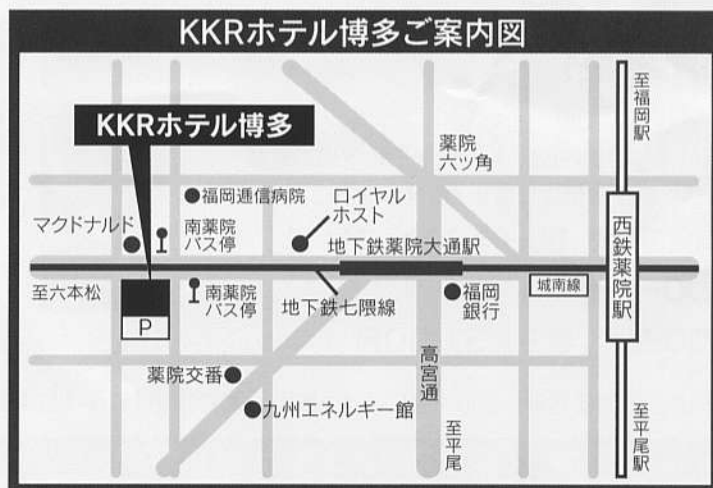 KKRホテル博多ご案内図
KKRホテル博多
至福岡駅
薬院
六ッ角
福岡逓信病院
ロイヤル
ホスト
マクドナルド
南薬院
バス停
地下鉄薬院大通駅
西鉄薬院駅
至六本松
P
南薬院
バス停
地下鉄七隈線
福岡
銀行
城南線
高宮通
薬院交番
九州エネルギー館
至平尾
至平尾駅